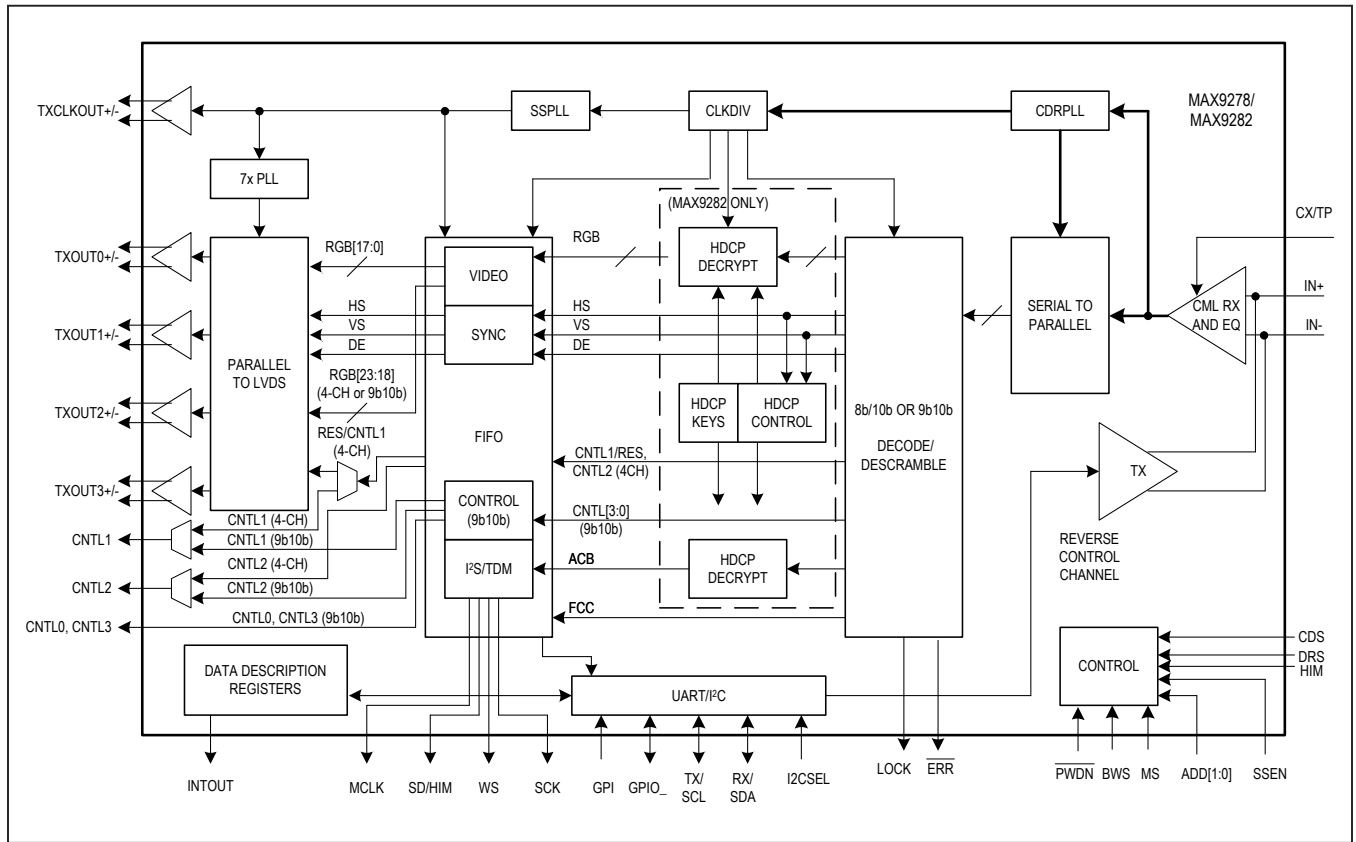 MAX9278/
MAX9282
TXCLKOUT+/-
SSPLL
CLKDIV
CDRPLL
7x PLL
(MAX9282 ONLY)
CX/TP
TXOUT0+/-
RGB[17:0]
VIDEO
RGB
HDCP
DECRYPT
IN+
IN-
CML RX
AND EQ
SERIAL TO
PARALLEL
TXOUT1+/-
HS
VS
DE
SYNC
HS
VS
DE
PARALLEL
TO LVDS
RGB[23:18]
(4-CH or 9b10b)
TXOUT2+/-
RES/CNTL1
(4-CH)
FIFO
HDCP
KEYS
HDCP
CONTROL
8b/10b OR 9b10b
DECODE/
DESCRAMBLE
CNTL1/RES,
CNTL2 (4CH)
TX
TXOUT3+/-
CONTROL
(9b10b)
CNTL[3:0]
(9b10b)
CNTL1
CNTL1 (4-CH)
CNTL1 (9b10b)
REVERSE
CONTROL
CHANNEL
CNTL2
CNTL2 (4-CH)
CNTL2 (9b10b)
I²S/TDM
ACB
HDCP
DECRYPT
CNTL0, CNTL3
CNTL0, CNTL3 (9b10b)
FCC
DATA DESCRIPTION
REGISTERS
UART/I²C
CONTROL
CDS
DRS
HIM
INTOUT
MCLK
SD/HIM
WS
SCK
GPI
GPIO_
TX/
SCL
RX/
SDA
I2CSEL
LOCK
ERR
PWDN
BWS
MS
ADD[1:0]
SSEN